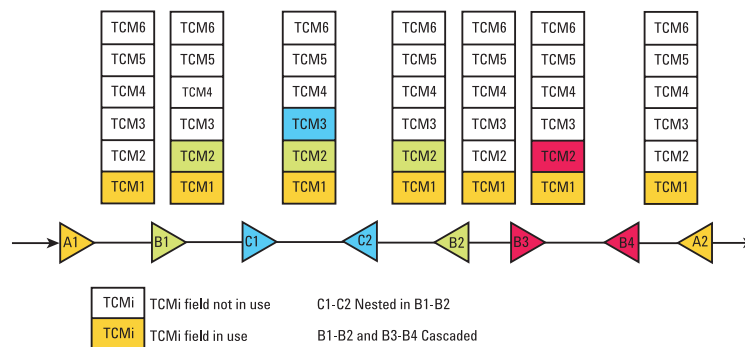 TCM6 TCM6 TCM6 TCM6 TCM6 TCM6 TCM6
TCM5 TCM5 TCM5 TCM5 TCM5 TCM5 TCM5
TCM4 TCM4 TCM4 TCM4 TCM4 TCM4 TCM4
TCM3 TCM3 TCM3 TCM3 TCM3 TCM3 TCM3
TCM2 TCM2 TCM2 TCM2 TCM2 TCM2 TCM2
TCM1 TCM1 TCM1 TCM1 TCM1 TCM1 TCM1
A1 B1 C1 C2 B2 B3 B4 A2
TCMi TCMi field not in use C1-C2 Nested in B1-B2
TCMi TCMi field in use B1-B2 and B3-B4 Cascaded